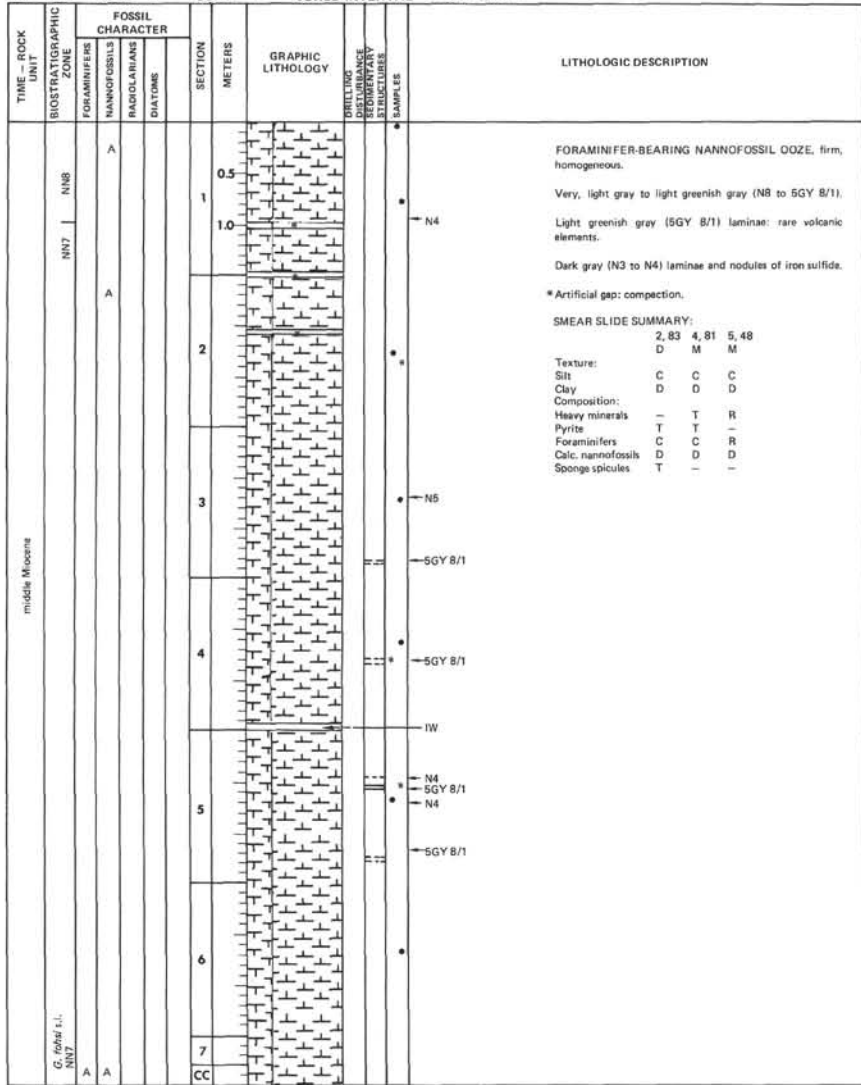 TIME – ROCK UNIT
BIOSTRATIGRAPHIC ZONE
FOSSIL CHARACTER
FORAMINIFERS
NANNOFOSSILS
RADIOLARIANS
DIATOMS
SECTION
METERS
GRAPHIC LITHOLOGY
DRILLING DISTURBANCE
SEDIMENTARY STRUCTURES
SAMPLES
LITHOLOGIC DESCRIPTION
middle Miocene
NN8
NN7
G. fohsi s.l.
NN7
A
A
A A
1
0.5
1.0
2
3
4
5
6
7
CC
*
*
*
*
N4
N5
5GY 8/1
5GY 8/1
IW
N4
5GY 8/1
N4
5GY 8/1
FORAMINIFER-BEARING NANNOFOSSIL OOZE, firm,
homogeneous.
Very, light gray to light greenish gray (N8 to 5GY 8/1).
Light greenish gray (5GY 8/1) laminae: rare volcanic
elements.
Dark gray (N3 to N4) laminae and nodules of iron sulfide.
*Artificial gap: compaction.
SMEAR SLIDE SUMMARY:
2, 83 4, 81 5, 48
D M M
Texture:
Silt C C C
Clay D D D
Composition:
Heavy minerals – T R
Pyrite T T –
Foraminifers C C R
Calc. nannofossils D D D
Sponge spicules T – –